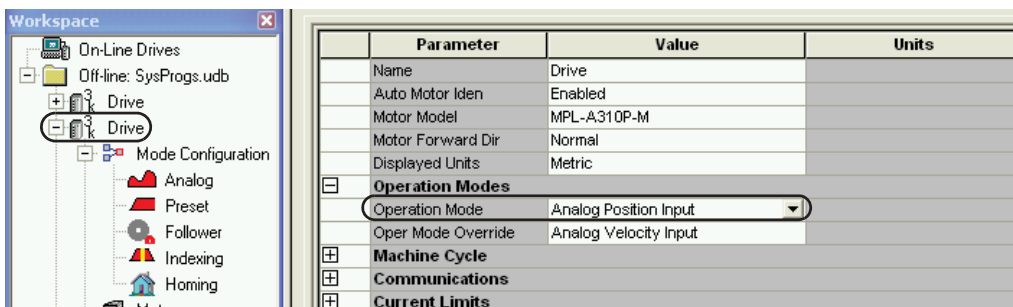 Workspace
On-Line Drives
Off-line: SysProgs.udb
3k Drive
3k Drive
Mode Configuration
Analog
Preset
Follower
Indexing
Homing
Parameter Value Units
Name Drive
Auto Motor Iden Enabled
Motor Model MPL-A310P-M
Motor Forward Dir Normal
Displayed Units Metric
Operation Modes
Operation Mode Analog Position Input
Oper Mode Override Analog Velocity Input
Machine Cycle
Communications
Current Limits